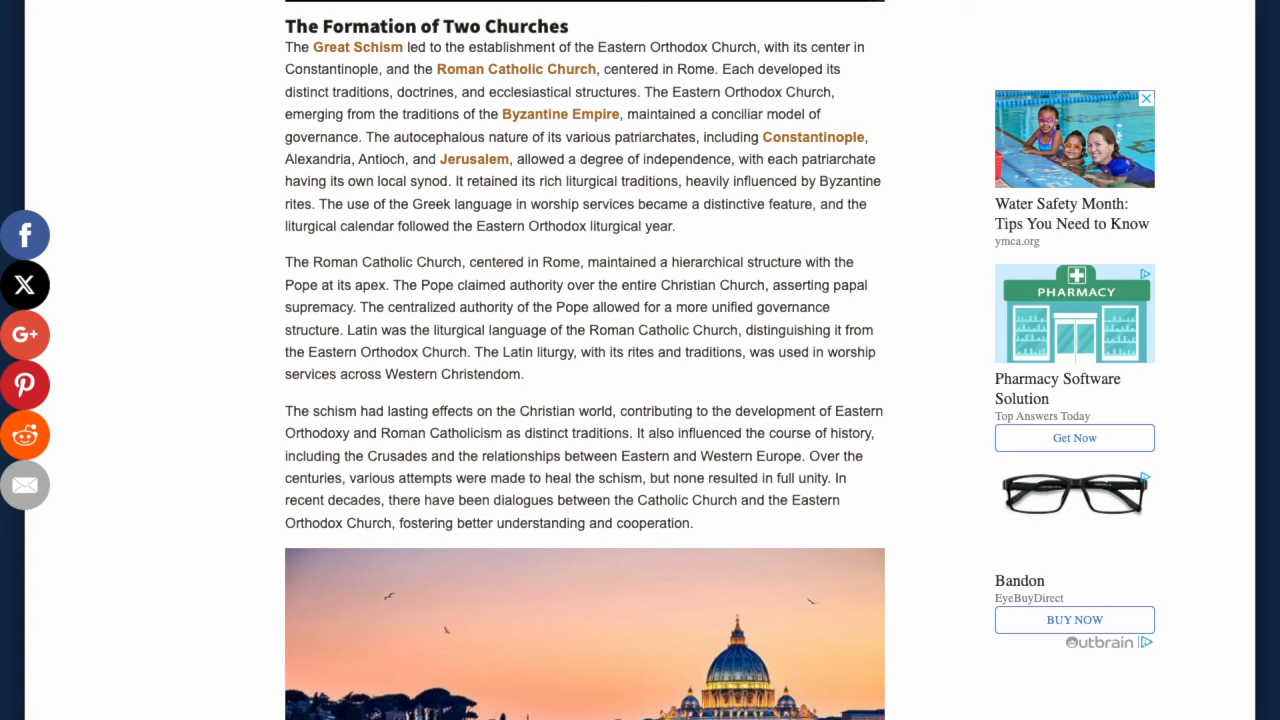 The Formation of Two Churches
The Great Schism led to the establishment of the Eastern Orthodox Church, with its center in
Constantinople, and the Roman Catholic Church, centered in Rome. Each developed its
distinct traditions, doctrines, and ecclesiastical structures. The Eastern Orthodox Church,
emerging from the traditions of the Byzantine Empire, maintained a conciliar model of
governance. The autocephalous nature of its various patriarchates, including Constantinople,
Alexandria, Antioch, and Jerusalem, allowed a degree of independence, with each patriarchate
having its own local synod. It retained its rich liturgical traditions, heavily influenced by Byzantine
rites. The use of the Greek language in worship services became a distinctive feature, and the
liturgical calendar followed the Eastern Orthodox liturgical year.
The Roman Catholic Church, centered in Rome, maintained a hierarchical structure with the
Pope at its apex. The Pope claimed authority over the entire Christian Church, asserting papal
supremacy. The centralized authority of the Pope allowed for a more unified governance
structure. Latin was the liturgical language of the Roman Catholic Church, distinguishing it from
the Eastern Orthodox Church. The Latin liturgy, with its rites and traditions, was used in worship
services across Western Christendom.
The schism had lasting effects on the Christian world, contributing to the development of Eastern
Orthodoxy and Roman Catholicism as distinct traditions. It also influenced the course of history,
including the Crusades and the relationships between Eastern and Western Europe. Over the
centuries, various attempts were made to heal the schism, but none resulted in full unity. In
recent decades, there have been dialogues between the Catholic Church and the Eastern
Orthodox Church, fostering better understanding and cooperation.
Water Safety Month:
Tips You Need to Know
ymca.org
PHARMACY
Pharmacy Software
Solution
Top Answers Today
Get Now
Bandon
EyeBuyDirect
BUY NOW
Outbrain
f
X
G+